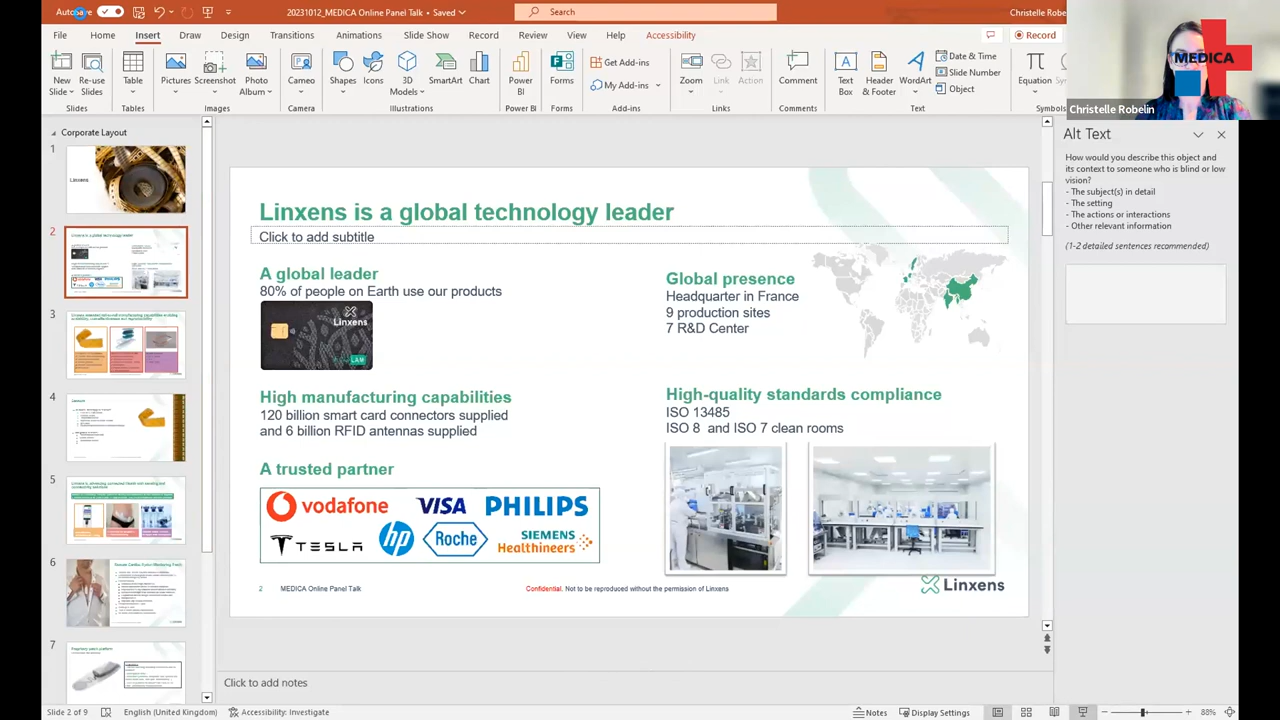 AutoSave
20231012_MEDICA Online Panel Talk • Saved
Search
Christelle Robe
File Home Insert Draw Design Transitions Animations Slide Show Record Review View Help Accessibility
Record
New Slide
Re-use Slides
Table
Pictures
Screenshot
Photo Album
Cameo
Shapes
Icons
3D Models
SmartArt
Chart
Power BI
Forms
Get Add-ins
My Add-ins
Zoom
Link
Action
Comment
Text Box
Header & Footer
WordArt
Date & Time
Slide Number
Object
Equation
Slides Tables Images Camera Illustrations Power BI Forms Add-ins Links Comments Text Symbols
MEDICA
Christelle Robelin
Corporate Layout
1
2
3
4
5
6
7
Linxens is a global technology leader
Click to add subtitle
A global leader
80% of people on Earth use our products
Linxens
High manufacturing capabilities
120 billion smart card connectors supplied
and 6 billion RFID antennas supplied
A trusted partner
vodafone VISA PHILIPS
TESLA hp Roche SIEMENS
Healthineers
Global presence
Headquarter in France
9 production sites
7 R&D Center
High-quality standards compliance
ISO 13485
ISO 8 and ISO 7 clean rooms
2 Online Panel Talk
Confidential. Not to be reproduced without the permission of Linxens
Linxens
Click to add notes
Alt Text
How would you describe this object and
its context to someone who is blind or low
vision?
- The subject(s) in detail
- The setting
- The actions or interactions
- Other relevant information
(1-2 detailed sentences recommended)
Slide 2 of 9
English (United Kingdom)
Accessibility: Investigate
Notes
Display Settings
88%